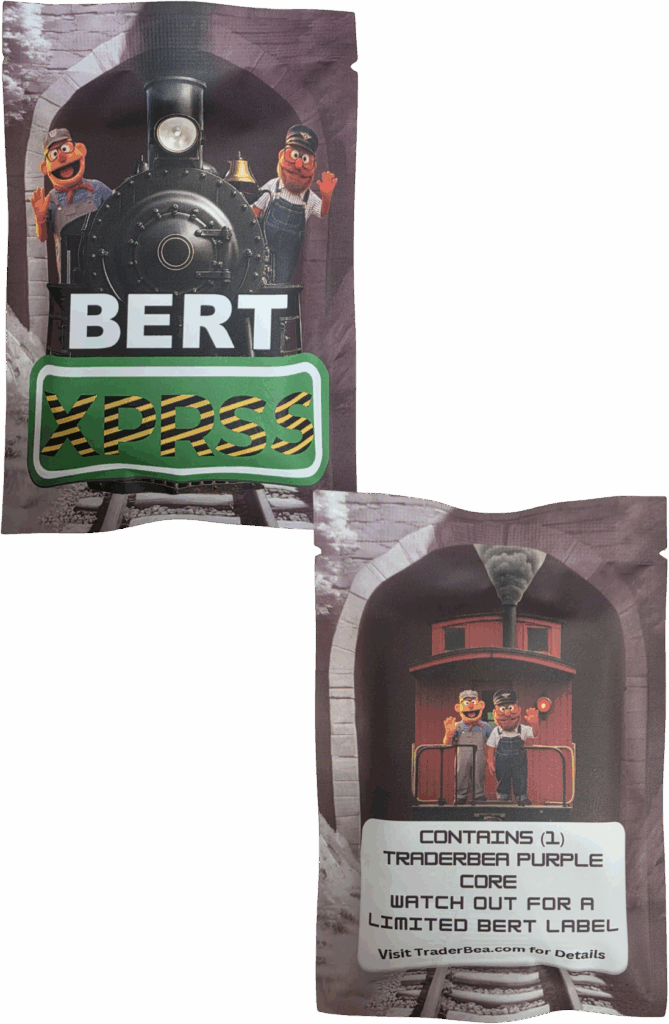 BERT
XPRSS
CONTAINS (1)
TRADERBEA PURPLE
CORE
WATCH OUT FOR A
LIMITED BERT LABEL
Visit TraderBea.com for Details